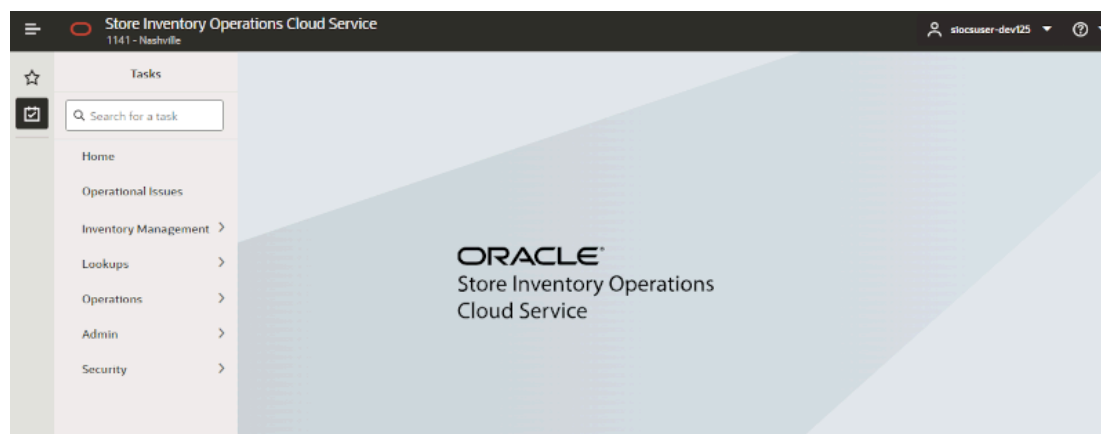 Store Inventory Operations Cloud Service
1141 - Nashville
siocsuser-dev125
Tasks
Search for a task
Home
Operational Issues
Inventory Management
Lookups
Operations
Admin
Security
ORACLE
Store Inventory Operations
Cloud Service